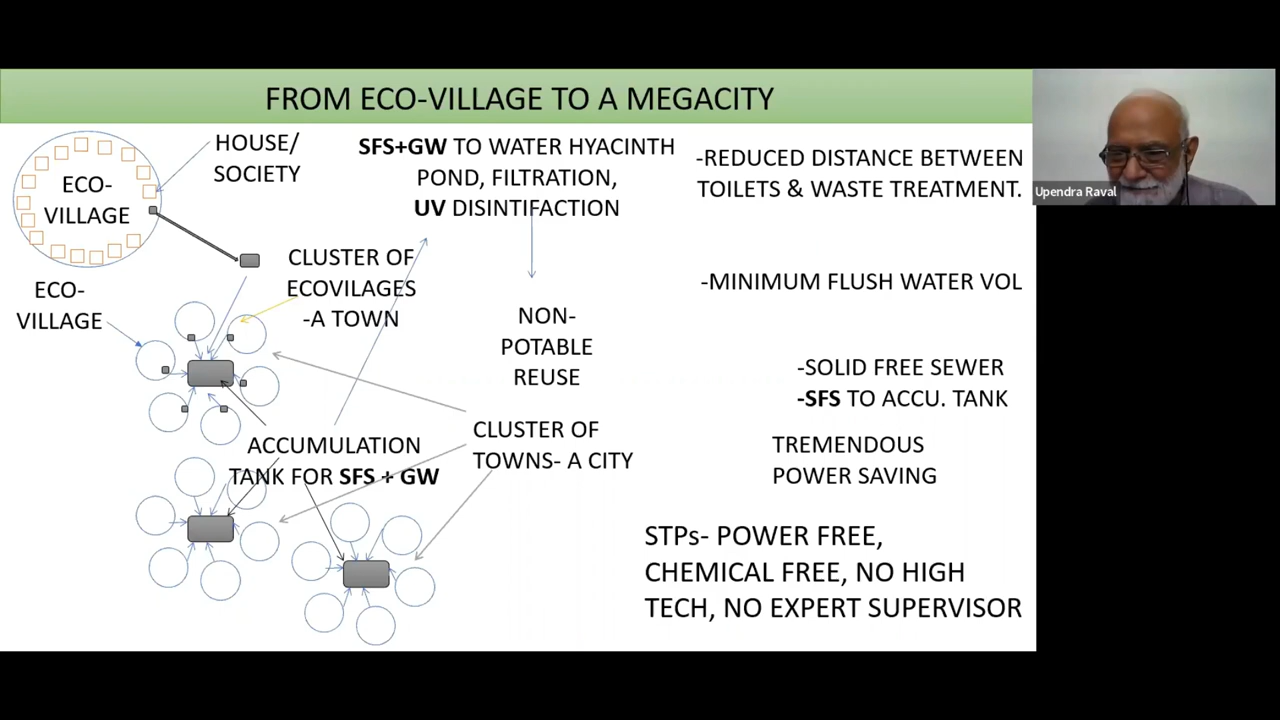 FROM ECO-VILLAGE TO A MEGACITY
HOUSE/
SOCIETY
ECO-
VILLAGE
SFS+GW TO WATER HYACINTH
POND, FILTRATION,
UV DISINTIFACTION
-REDUCED DISTANCE BETWEEN
TOILETS & WASTE TREATMENT.
Upendra Raval
CLUSTER OF
ECOVILAGES
-A TOWN
ECO-
VILLAGE
-MINIMUM FLUSH WATER VOL
NON-
POTABLE
REUSE
-SOLID FREE SEWER
-SFS TO ACCU. TANK
ACCUMULATION
TANK FOR SFS + GW
CLUSTER OF
TOWNS- A CITY
TREMENDOUS
POWER SAVING
STPs- POWER FREE,
CHEMICAL FREE, NO HIGH
TECH, NO EXPERT SUPERVISOR